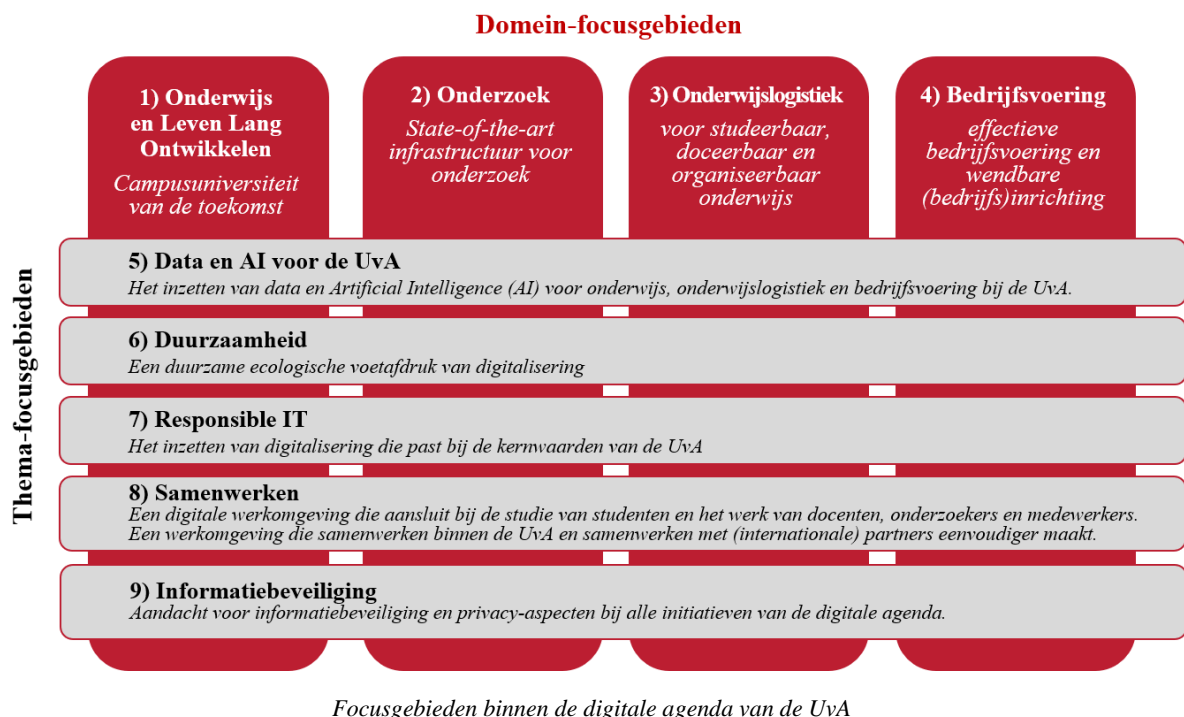 Domein-focusgebieden
1) Onderwijs
en Leven Lang
Ontwikkelen
Campusuniversiteit
van de toekomst
2) Onderzoek
State-of-the-art
infrastructuur voor
onderzoek
3) Onderwijslogistiek
voor studeerbaar,
doceerbaar en
organiseerbaar
onderwijs
4) Bedrijfsvoering
effectieve
bedrijfsvoering en
wendbare
(bedrijfs)inrichting
Thema-focusgebieden
5) Data en AI voor de UvA
Het inzetten van data en Artificial Intelligence (AI) voor onderwijs, onderwijslogistiek en bedrijfsvoering bij de UvA.
6) Duurzaamheid
Een duurzame ecologische voetafdruk van digitalisering
7) Responsible IT
Het inzetten van digitalisering die past bij de kernwaarden van de UvA
8) Samenwerken
Een digitale werkomgeving die aansluit bij de studie van studenten en het werk van docenten, onderzoekers en medewerkers.
Een werkomgeving die samenwerken binnen de UvA en samenwerken met (internationale) partners eenvoudiger maakt.
9) Informatiebeveiliging
Aandacht voor informatiebeveiliging en privacy-aspecten bij alle initiatieven van de digitale agenda.
Focusgebieden binnen de digitale agenda van de UvA